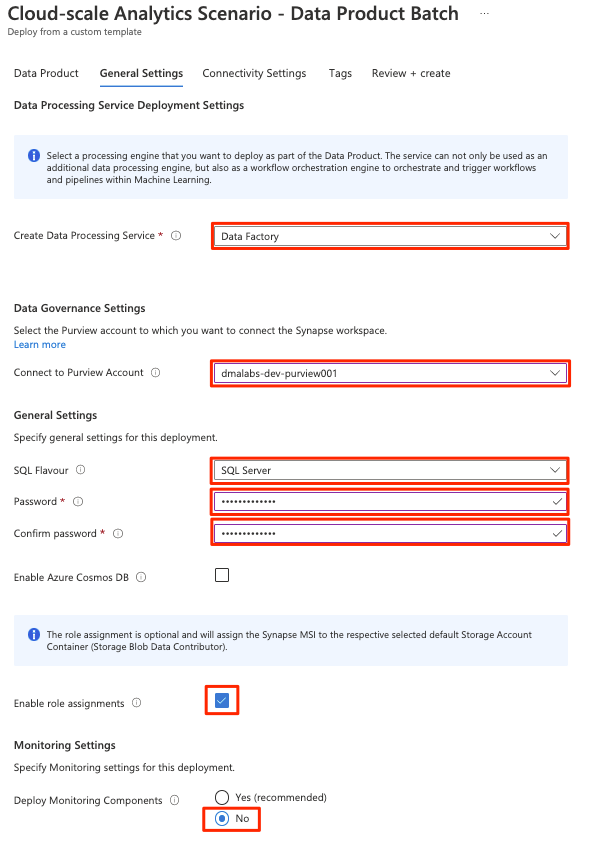 Cloud-scale Analytics Scenario - Data Product Batch ...
Deploy from a custom template
Data Product General Settings Connectivity Settings Tags Review + create
Data Processing Service Deployment Settings
Select a processing engine that you want to deploy as part of the Data Product. The service can not only be used as an
additional data processing engine, but also as a workflow orchestration engine to orchestrate and trigger workflows
and pipelines within Machine Learning.
Create Data Processing Service * Data Factory
Data Governance Settings
Select the Purview account to which you want to connect the Synapse workspace.
Learn more
Connect to Purview Account dmalabs-dev-purview001
General Settings
Specify general settings for this deployment.
SQL Flavour SQL Server
Password * •••••••••••••
Confirm password * •••••••••••••
Enable Azure Cosmos DB
The role assignment is optional and will assign the Synapse MSI to the respective selected default Storage Account
Container (Storage Blob Data Contributor).
Enable role assignments
Monitoring Settings
Specify Monitoring settings for this deployment.
Deploy Monitoring Components Yes (recommended)
No